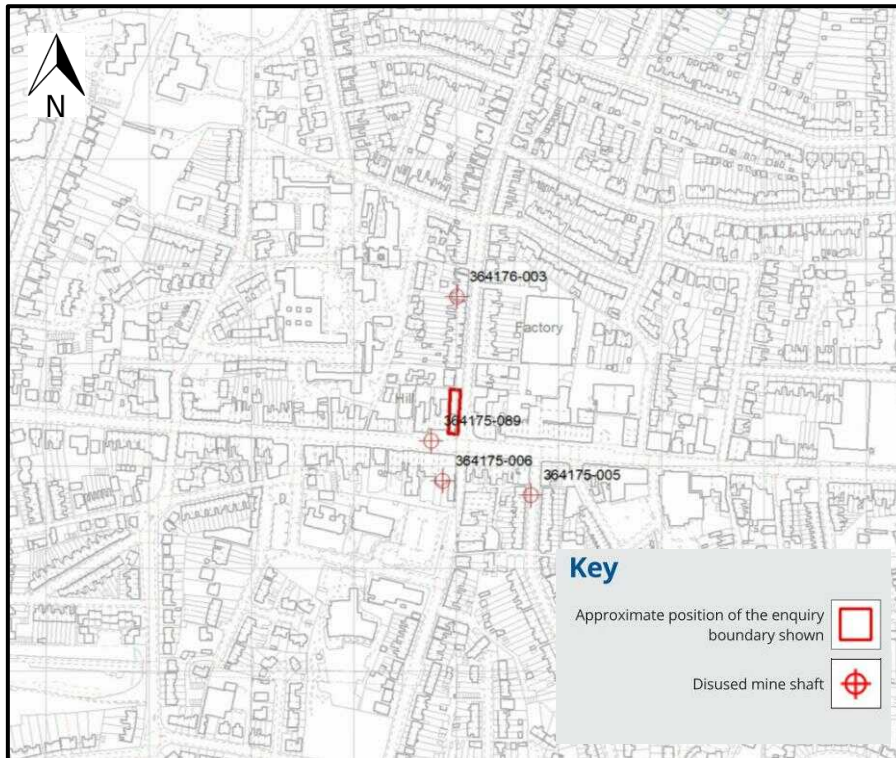 N
364176-003
Factory
Hill
364175-089
364175-006
364175-005
Key
Approximate position of the enquiry
boundary shown
Disused mine shaft